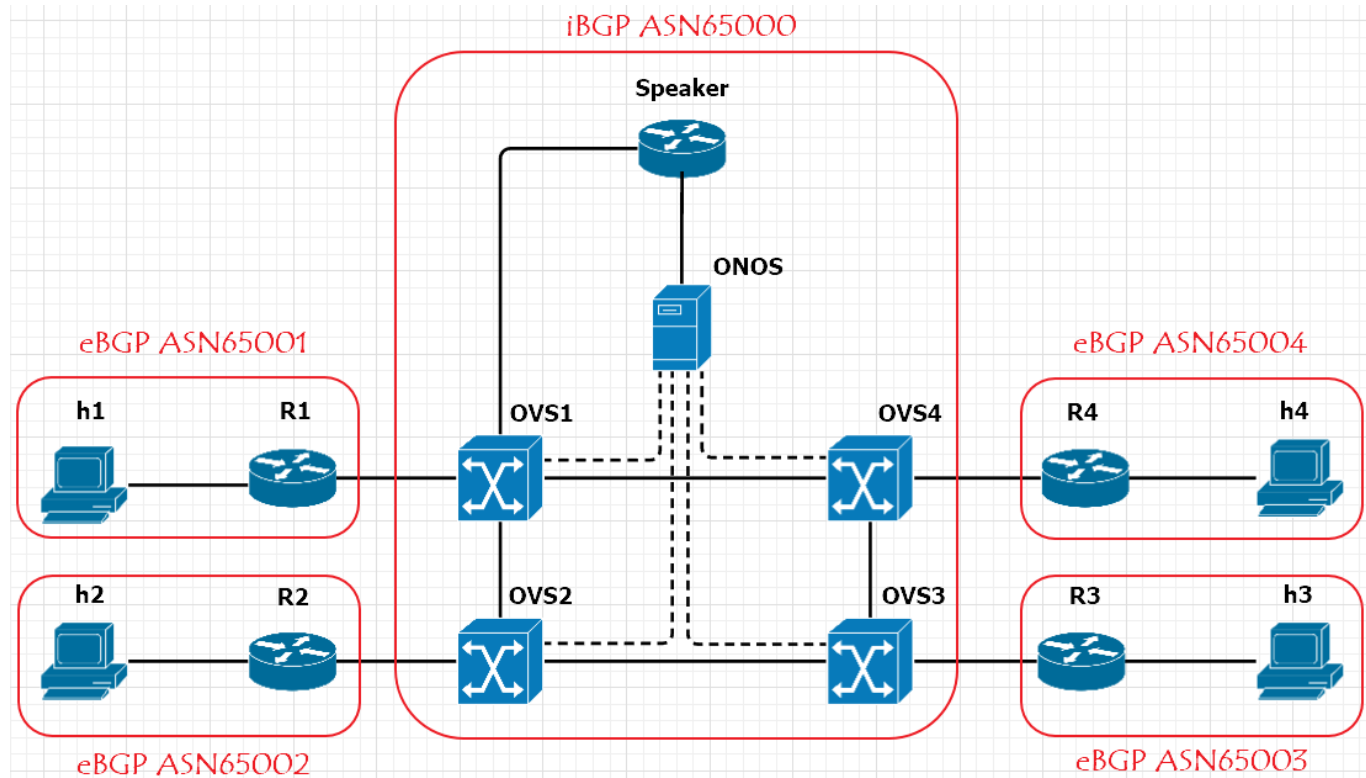 iBGP ASN65000
Speaker
ONOS
eBGP ASN65001
eBGP ASN65004
h1
R1
OVS1
OVS4
R4
h4
h2
R2
OVS2
OVS3
R3
h3
eBGP ASN65002
eBGP ASN65003